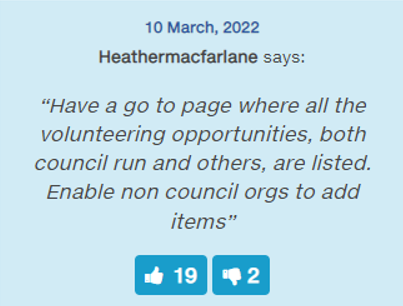 10 March, 2022
Heathermacfarlane says:
“Have a go to page where all the
volunteering opportunities, both
council run and others, are listed.
Enable non council orgs to add
items”
19 2